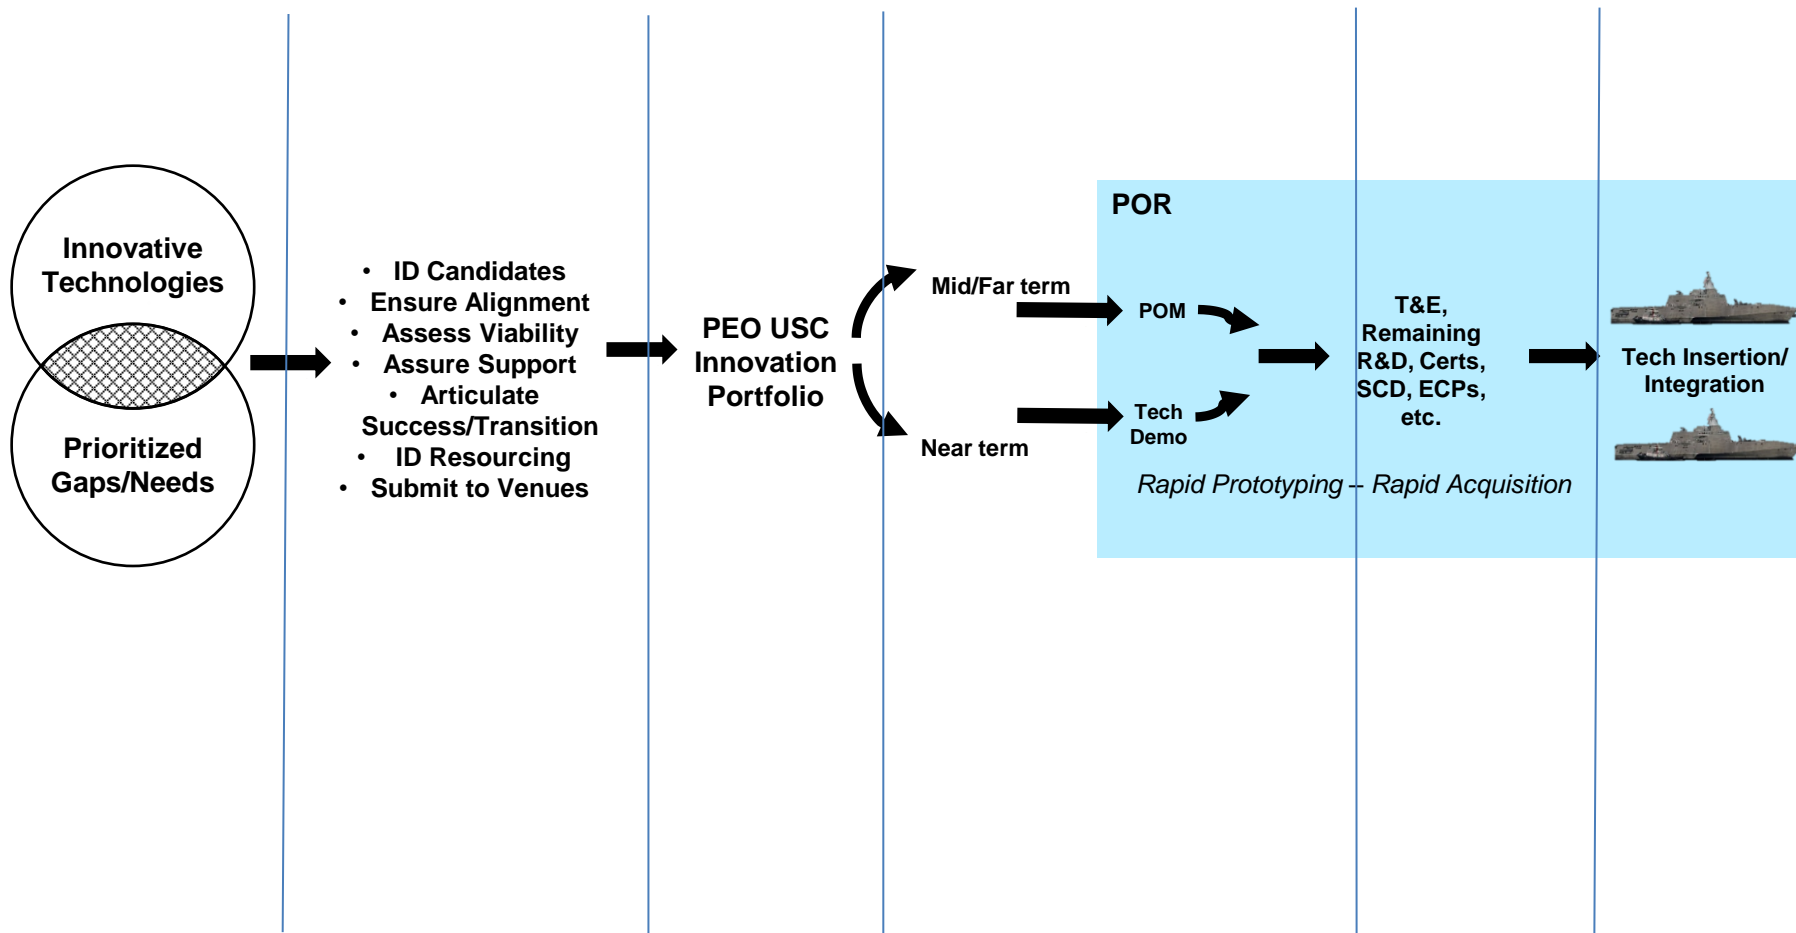 Innovative
Technologies
Prioritized
Gaps/Needs
• ID Candidates
• Ensure Alignment
• Assess Viability
• Assure Support
• Articulate
Success/Transition
• ID Resourcing
• Submit to Venues
PEO USC
Innovation
Portfolio
Mid/Far term
Near term
POR
POM
Tech
Demo
T&E,
Remaining
R&D, Certs,
SCD, ECPs,
etc.
Rapid Prototyping – Rapid Acquisition
Tech Insertion/
Integration